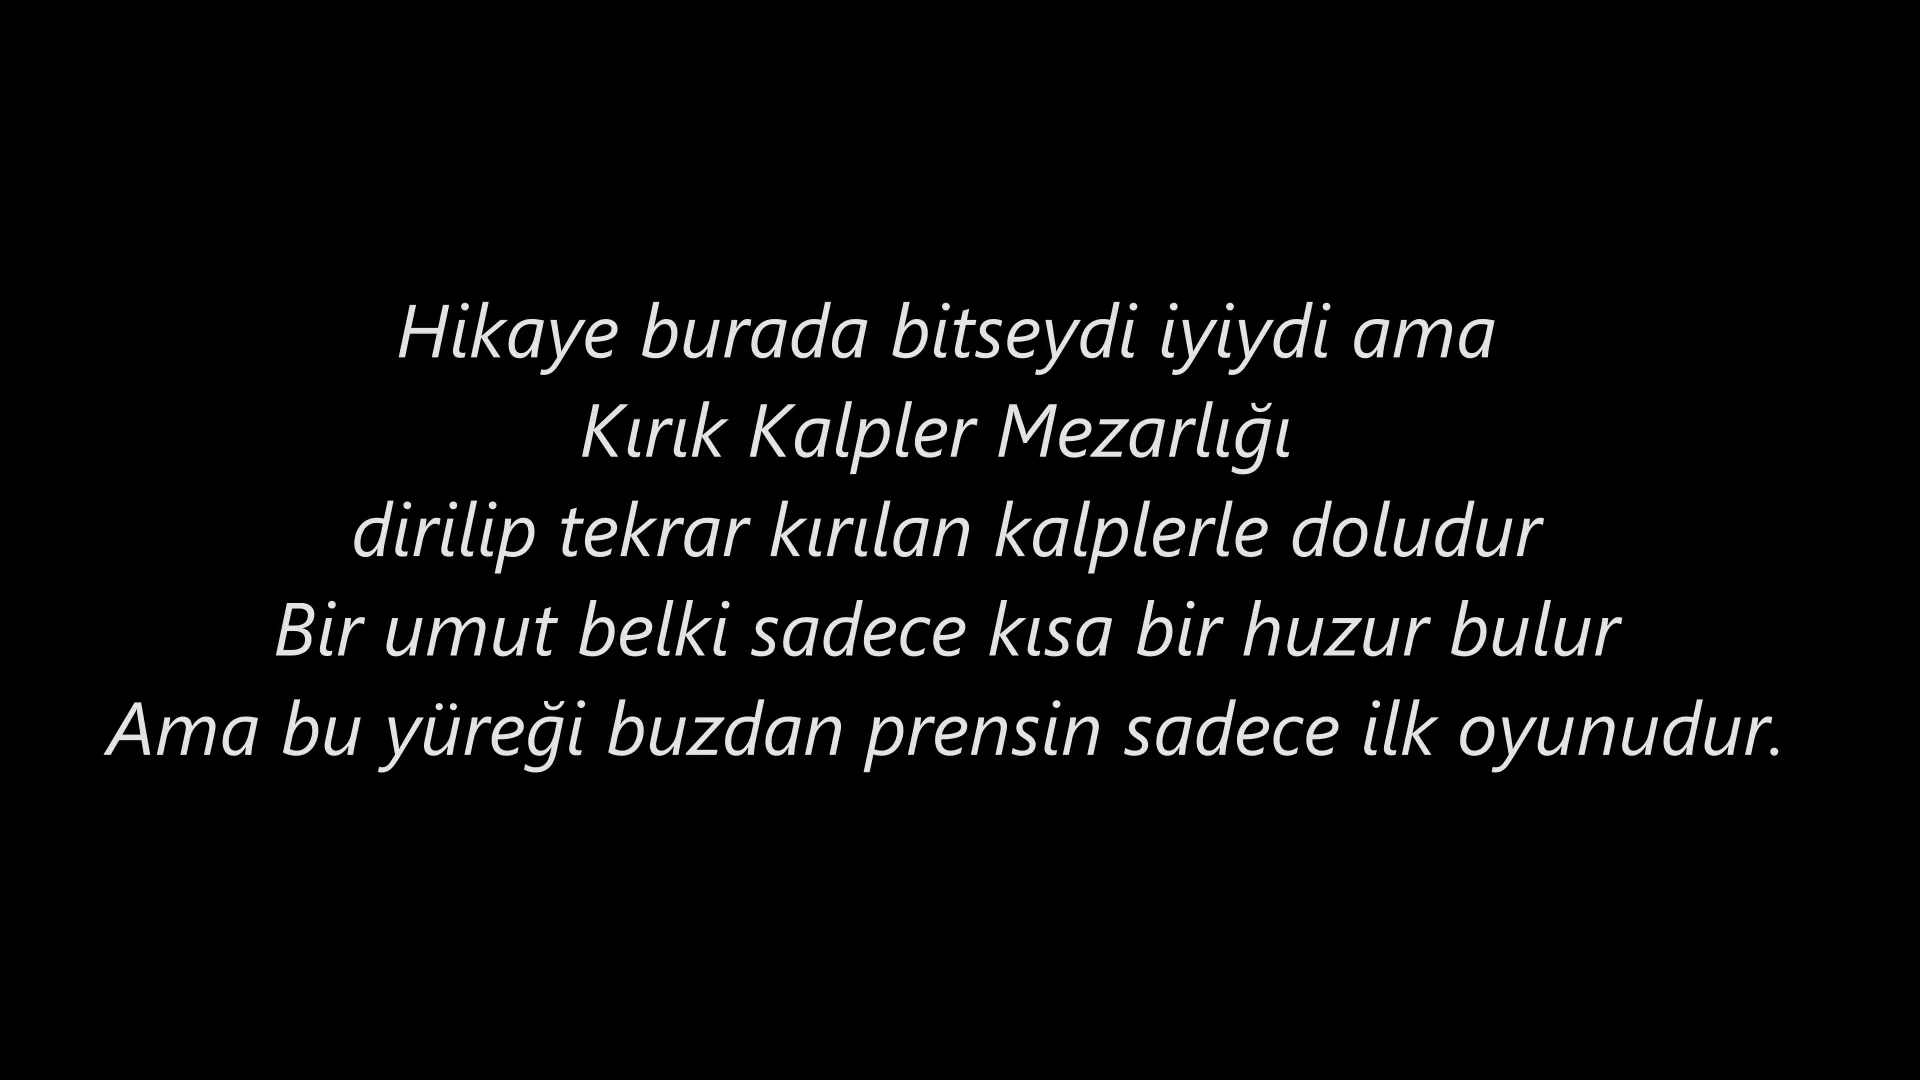 Hikaye burada bitseydi iyiydi ama
Kırık Kalpler Mezarlığı
dirilip tekrar kırılan kalplerle doludur
Bir umut belki sadece kısa bir huzur bulur
Ama bu yüreği buzdan prensin sadece ilk oyunudur.